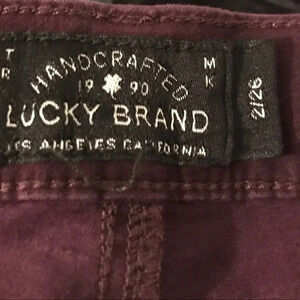 HANDCRAFTED
T R
M K
19 90
LUCKY BRAND
LOS ANGELES CALIFORNIA
2/26